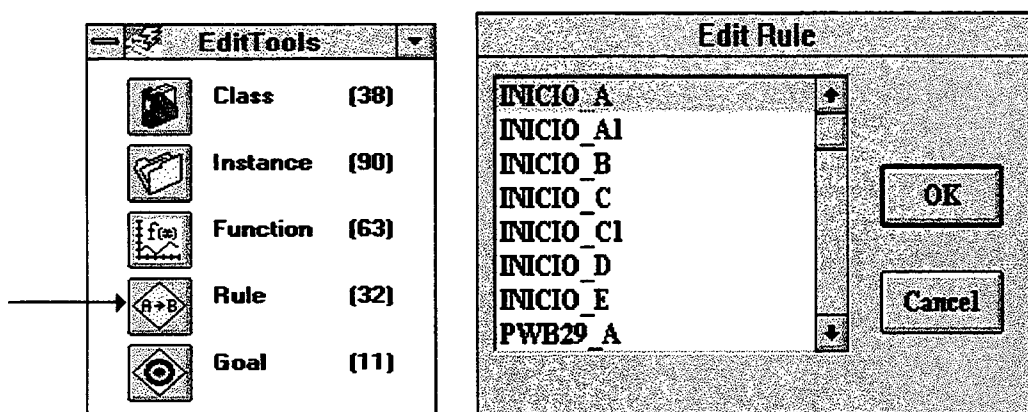 EditTools
Class (38)
Instance (90)
f(x)
Function (63)
A→B
Rule (32)
Goal (11)
Edit Rule
INICIO_A
INICIO_A1
INICIO_B
INICIO_C
INICIO_C1
INICIO_D
INICIO_E
PWB29_A
OK
Cancel